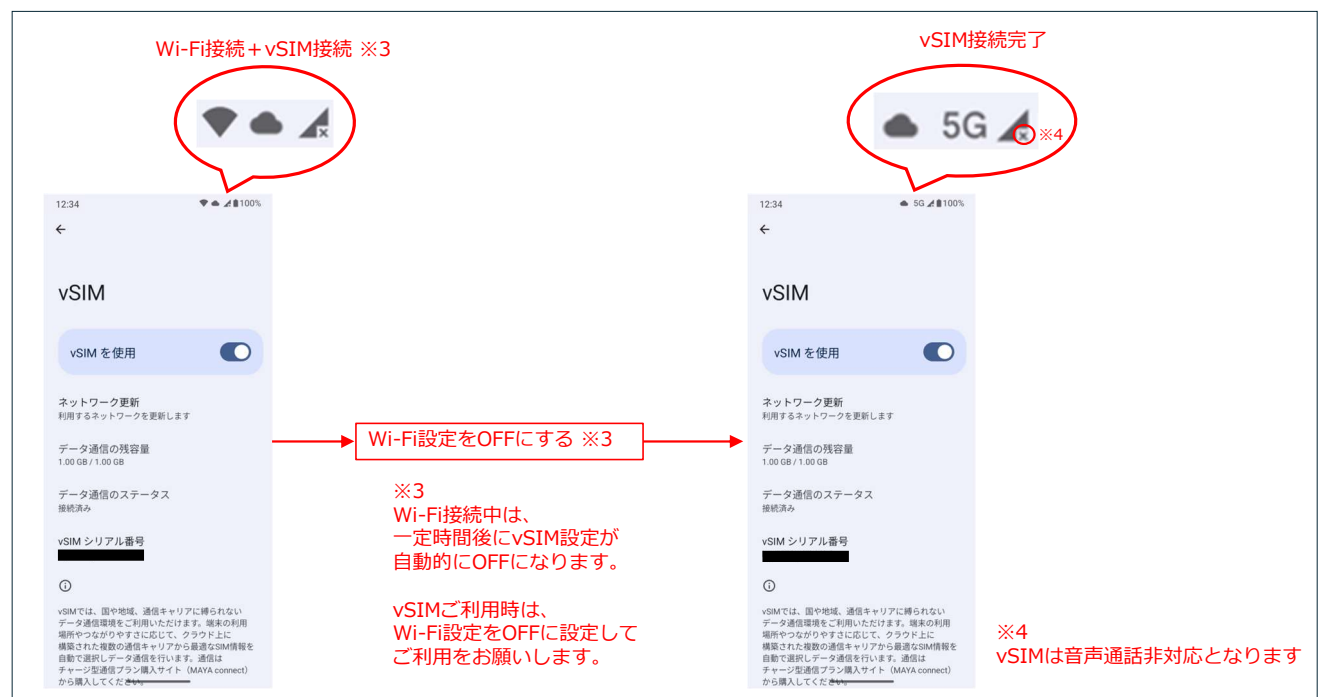 Wi-Fi接続+vSIM接続 ※3
vSIM接続完了
5G
※4
12:34
100%
vSIM
vSIM を使用
ネットワーク更新
利用するネットワークを更新します
データ通信の残容量
1.00 GB / 1.00 GB
データ通信のステータス
接続済み
vSIM シリアル番号
vSIMでは、国や地域、通信キャリアに縛られない
データ通信環境をご利用いただけます。端末の利用
場所やつながりやすさに応じて、クラウド上に
構築された複数の通信キャリアから最適なSIM情報を
自動で選択しデータ通信を行います。通信は
チャージ型通信プラン購入サイト(MAYA connect)
から購入してください。
Wi-Fi設定をOFFにする ※3
※3
Wi-Fi接続中は、
一定時間後にvSIM設定が
自動的にOFFになります。
vSIMご利用時は、
Wi-Fi設定をOFFに設定して
ご利用をお願いします。
12:34
5G 100%
vSIM
vSIM を使用
ネットワーク更新
利用するネットワークを更新します
データ通信の残容量
1.00 GB / 1.00 GB
データ通信のステータス
接続済み
vSIM シリアル番号
vSIMでは、国や地域、通信キャリアに縛られない
データ通信環境をご利用いただけます。端末の利用
場所やつながりやすさに応じて、クラウド上に
構築された複数の通信キャリアから最適なSIM情報を
自動で選択しデータ通信を行います。通信は
チャージ型通信プラン購入サイト(MAYA connect)
から購入してください。
※4
vSIMは音声通話非対応となります